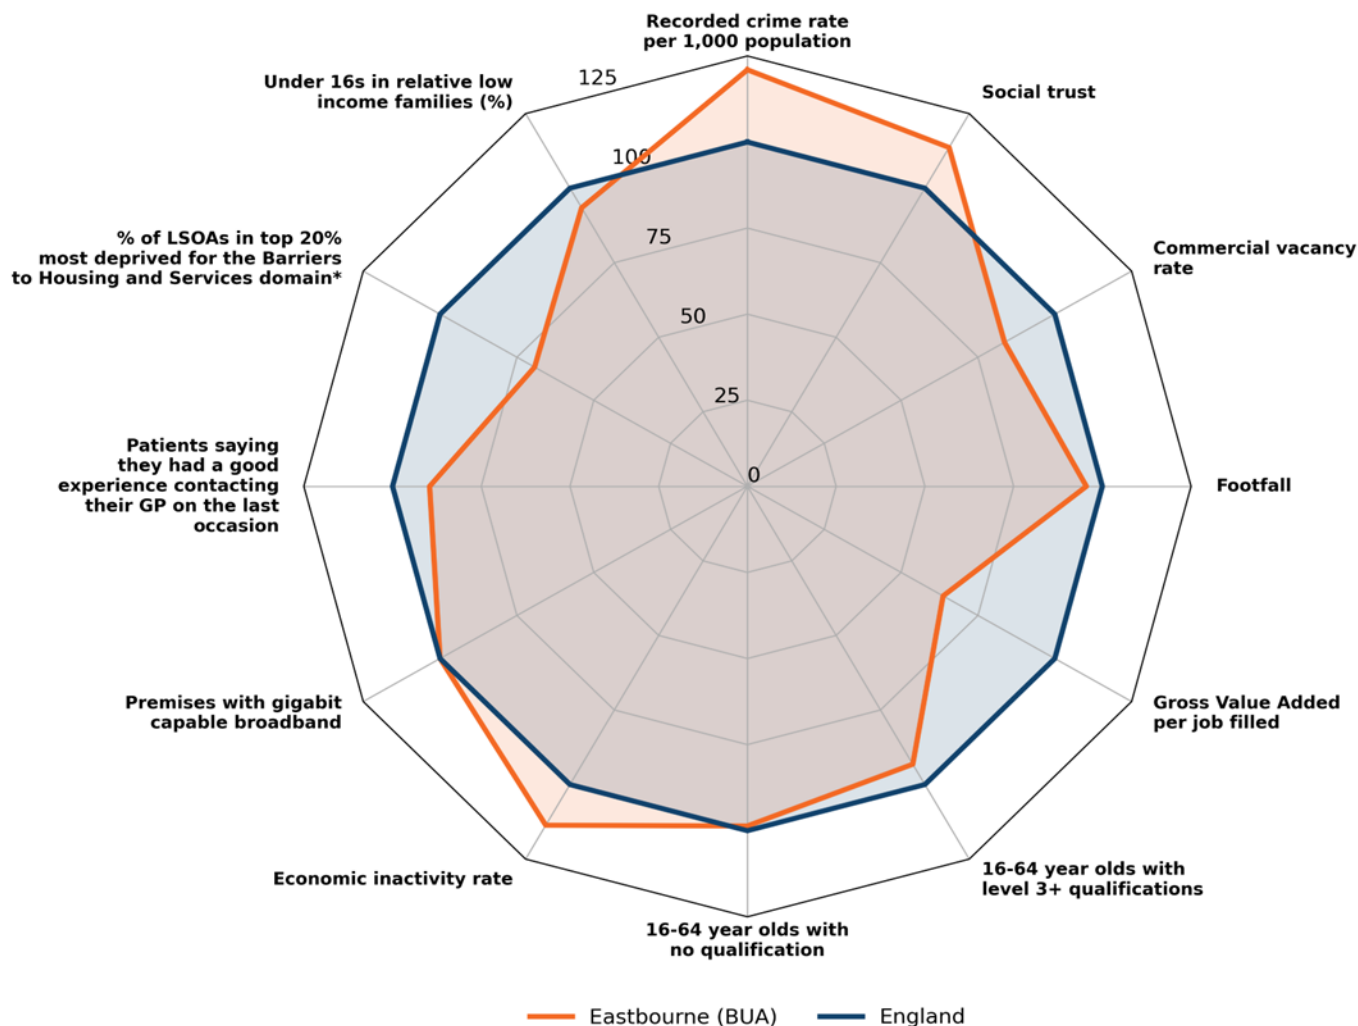 Recorded crime rate
per 1,000 population
Under 16s in relative low
income families (%)
125
Social trust
100
% of LSOAs in top 20%
most deprived for the Barriers
to Housing and Services domain*
75
Commercial vacancy
rate
50
25
Patients saying
they had a good
experience contacting
their GP on the last
occasion
0
Footfall
Premises with gigabit
capable broadband
Gross Value Added
per job filled
Economic inactivity rate
16-64 year olds with
level 3+ qualifications
16-64 year olds with
no qualification
Eastbourne (BUA)
England